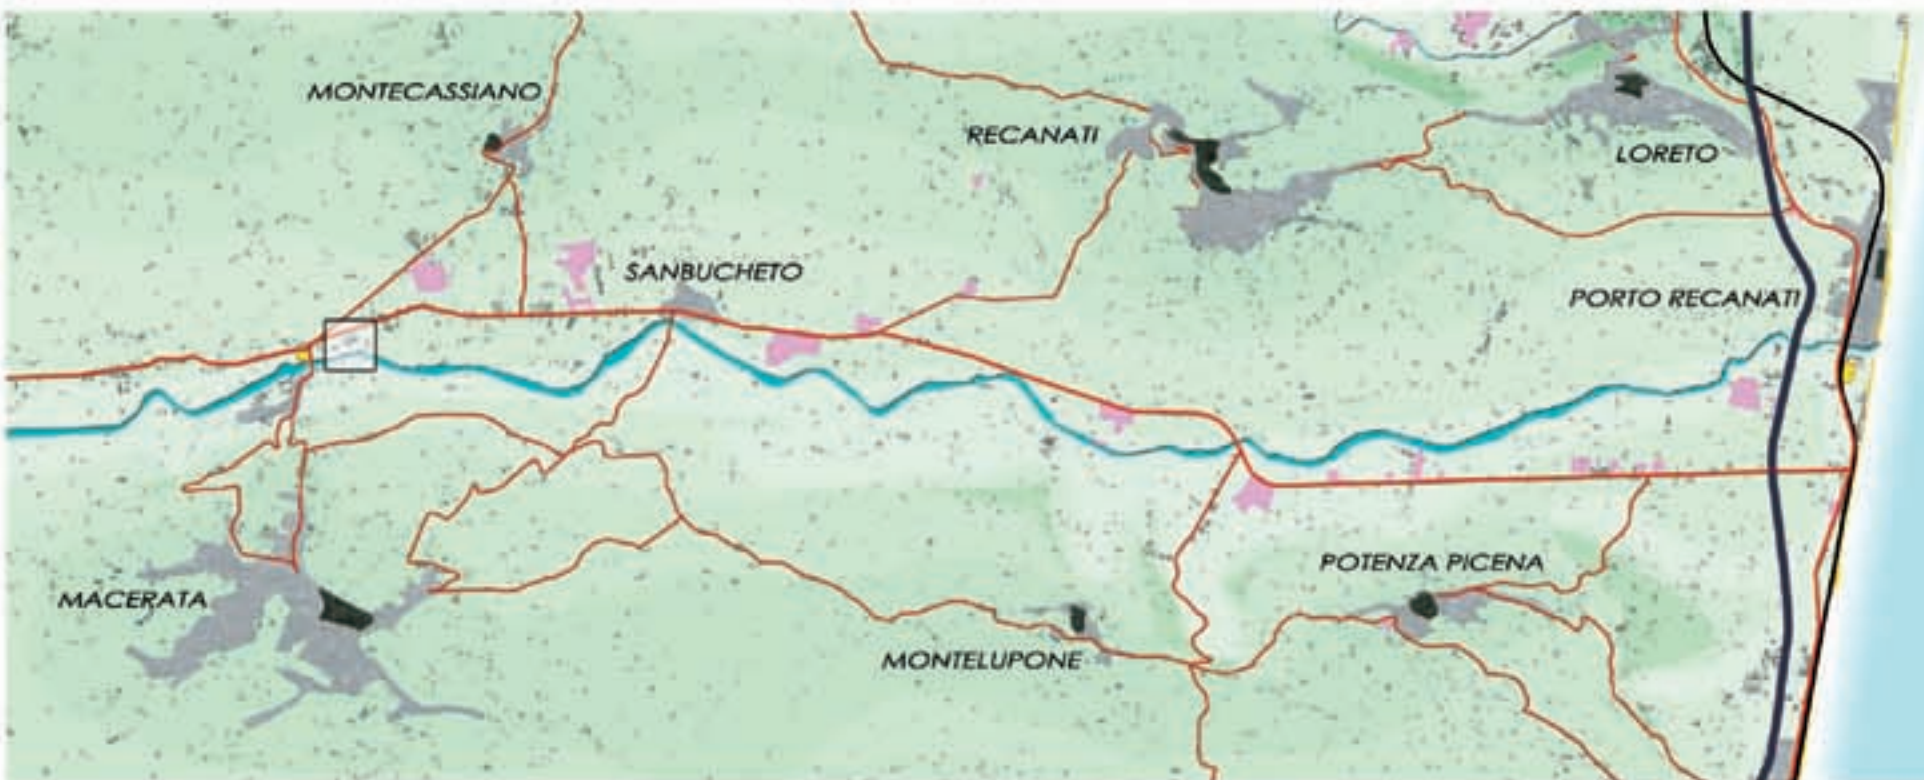 MONTECASSIANO
RECANATI
LORETO
SANBUCHETO
PORTO RECANATI
POTENZA PICENA
MACERATA
MONTELUPONE